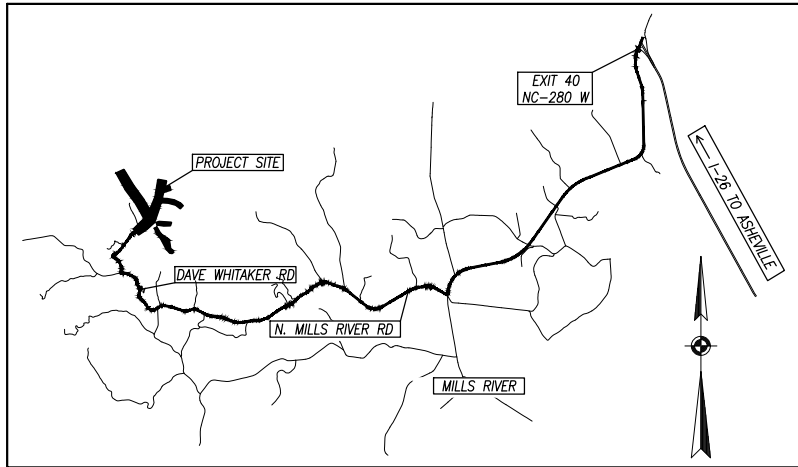 EXIT 40
NC-280 W
PROJECT SITE
← I-26 TO ASHEVILLE
DAVE WHITAKER RD
N. MILLS RIVER RD
MILLS RIVER